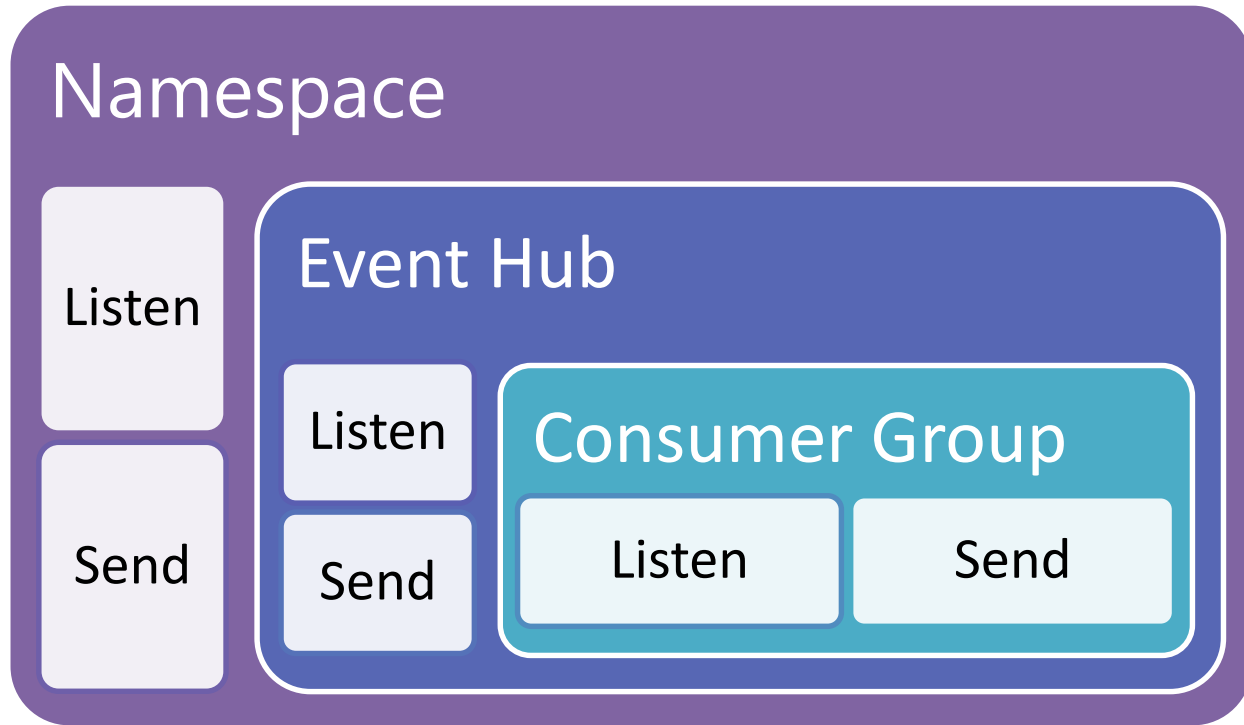 Namespace
Listen
Send
Event Hub
Listen
Send
Consumer Group
Listen
Send